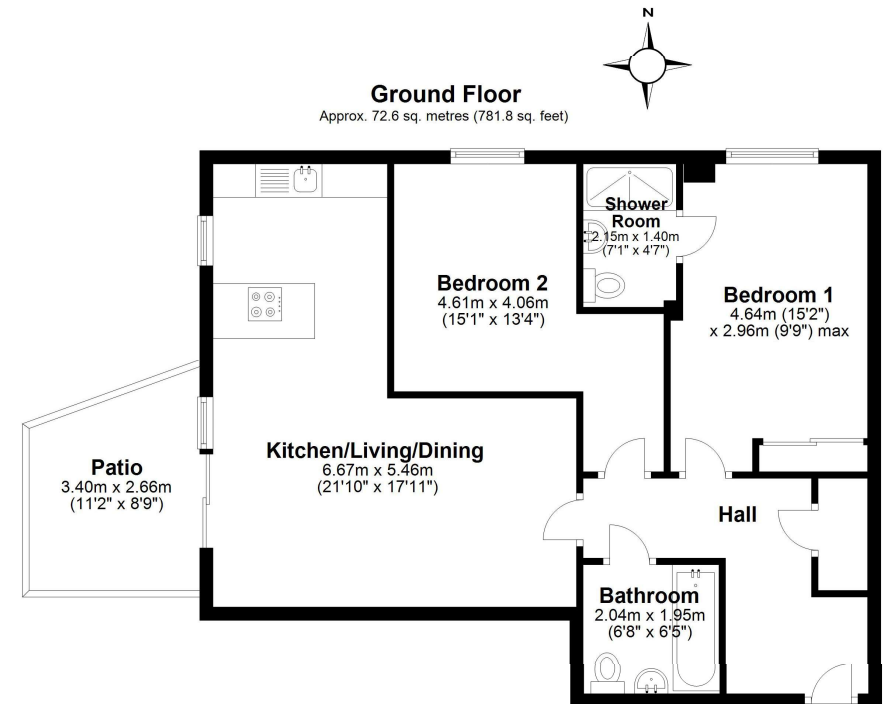 N
Ground Floor
Approx. 72.6 sq. metres (781.8 sq. feet)
Shower
Room
2.15m x 1.40m
(7'1" x 4'7")
Bedroom 2
4.61m x 4.06m
(15'1" x 13'4")
Bedroom 1
4.64m (15'2")
x 2.96m (9'9") max
Kitchen/Living/Dining
6.67m x 5.46m
(21'10" x 17'11")
Patio
3.40m x 2.66m
(11'2" x 8'9")
Hall
Bathroom
2.04m x 1.95m
(6'8" x 6'5")